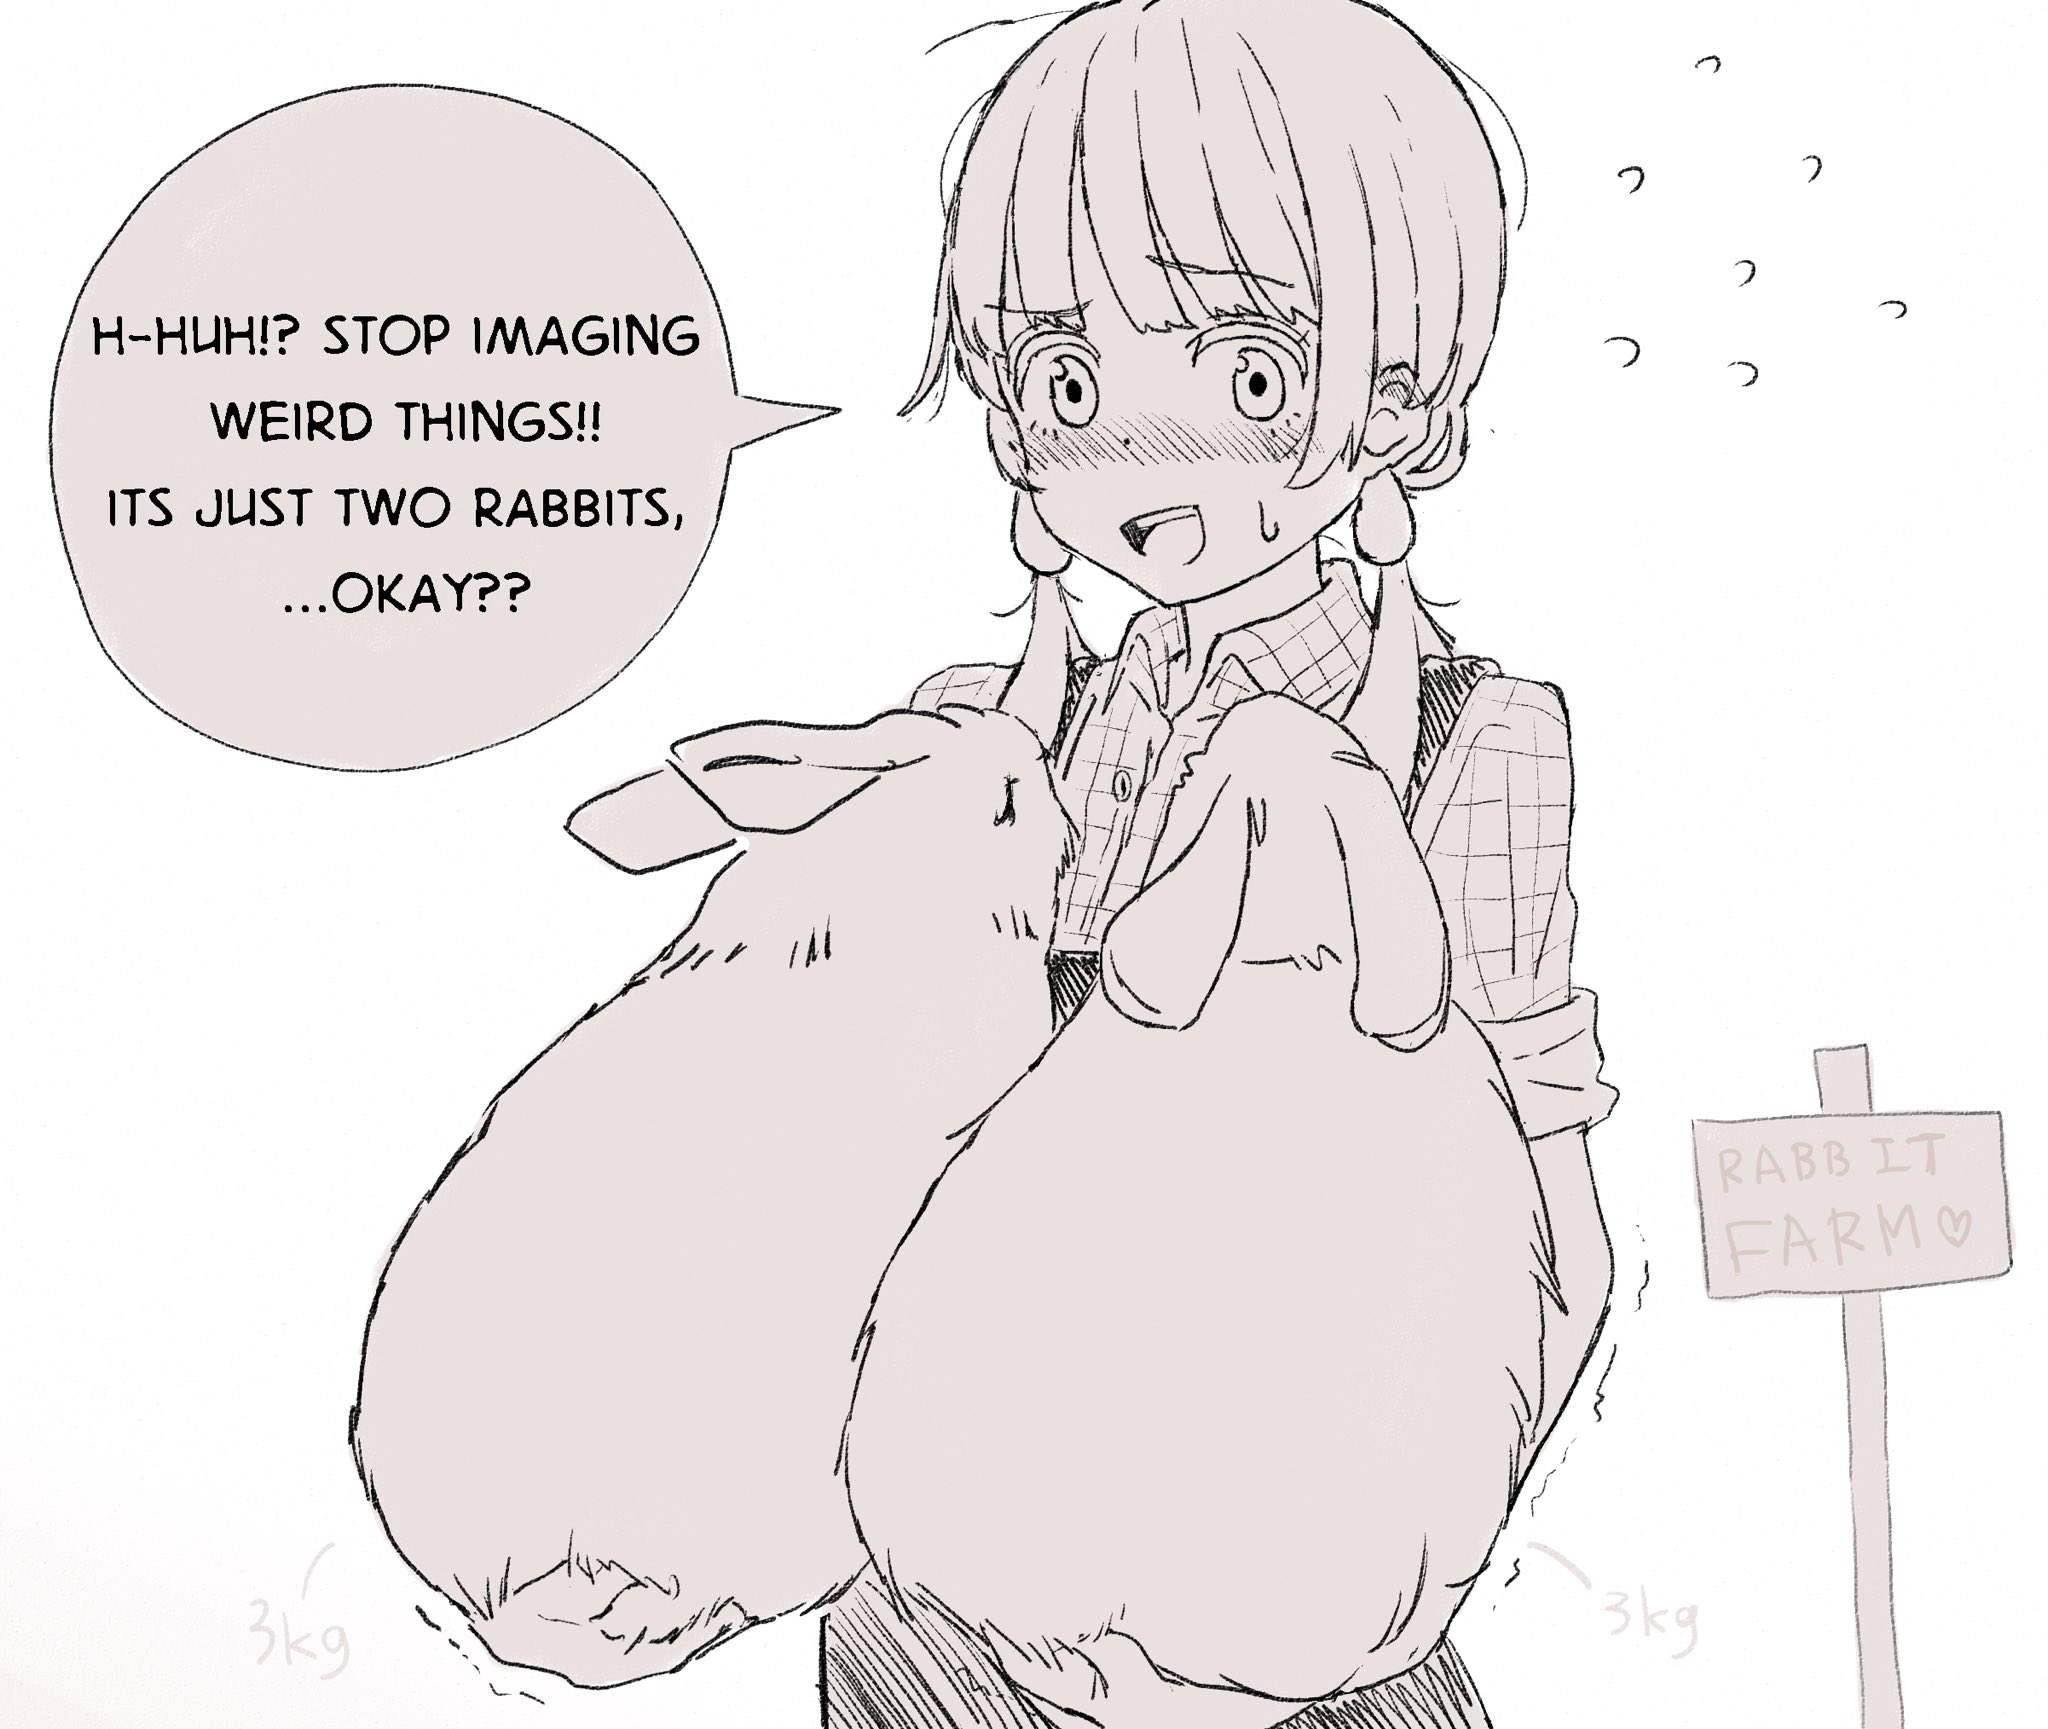 H-HUH!? STOP IMAGING
WEIRD THINGS!!
ITS JUST TWO RABBITS,
...OKAY??
RABBIT
FARM♡
3kg
3kg